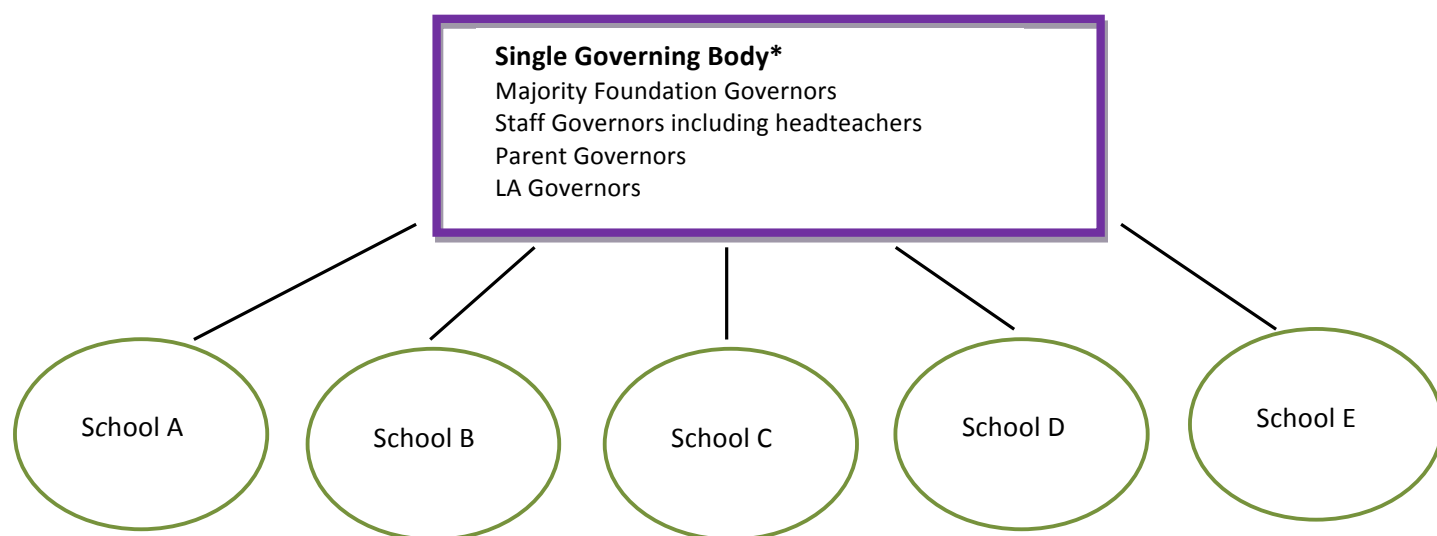 Single Governing Body*
Majority Foundation Governors
Staff Governors including headteachers
Parent Governors
LA Governors
School A
School B
School C
School D
School E